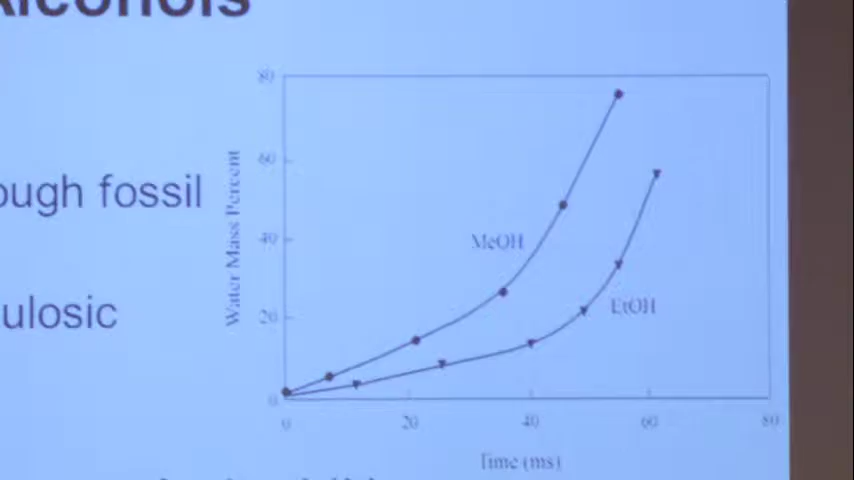 Alcohols
ough fossil
ulosic
Water Mass Percent
80
60
40
20
0
MeOH
EtOH
0 20 40 60 80
Time (ms)